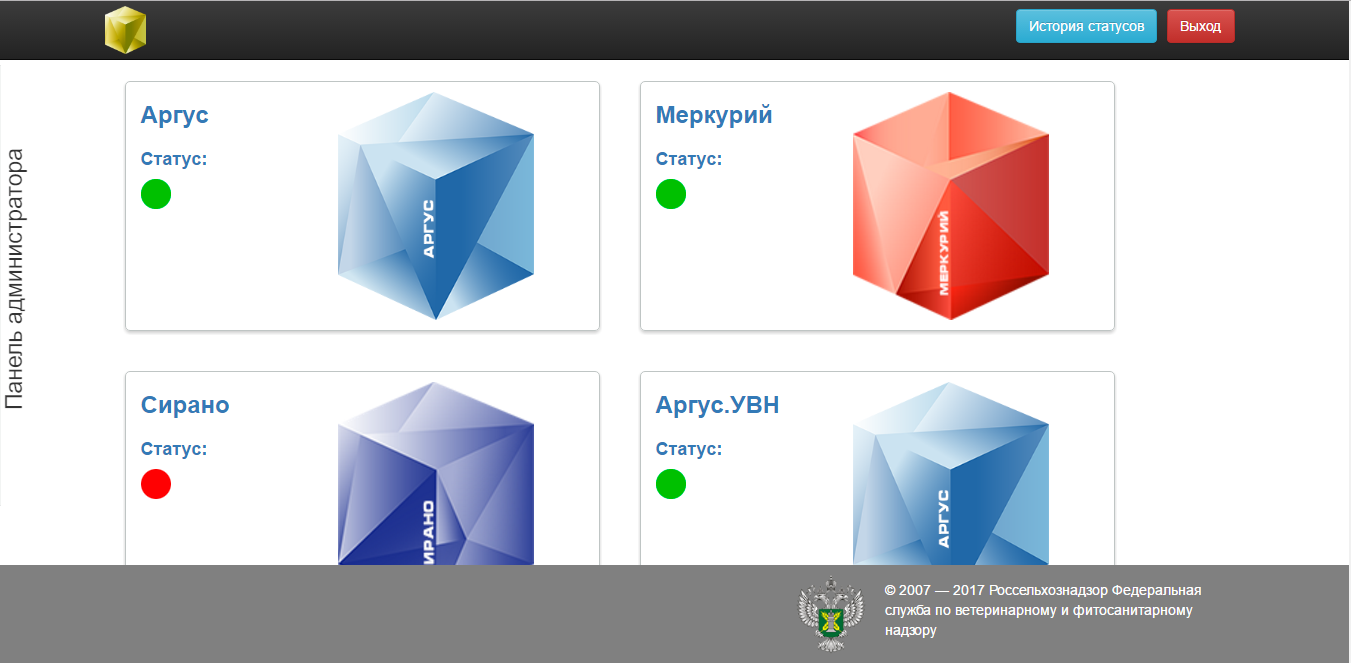 История статусов
Выход
Панель администратора
Аргус
Статус:
АРГУС
Меркурий
Статус:
МЕРКУРИЙ
Сирано
Статус:
ИРАНО
Аргус.УВН
Статус:
АРГУС
© 2007 — 2017 Россельхознадзор Федеральная
служба по ветеринарному и фитосанитарному
надзору